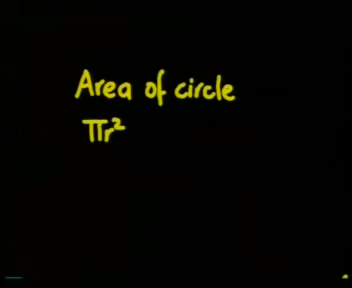 Area of circle
πr²